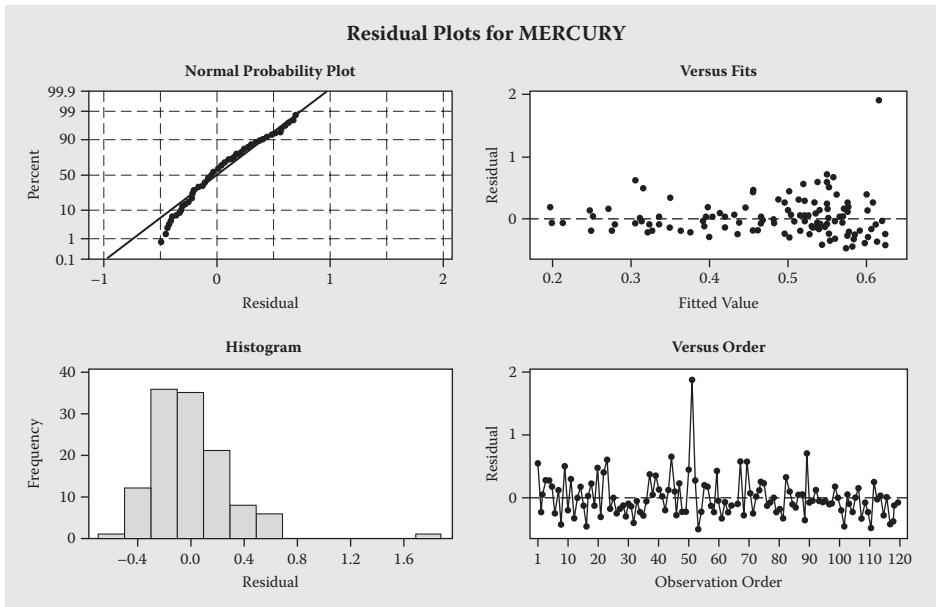 Residual Plots for MERCURY
Normal Probability Plot
99.9
99
90
50
10
1
0.1
Percent
−1 0 1 2
Residual
Versus Fits
2
1
0
Residual
0.2 0.3 0.4 0.5 0.6
Fitted Value
Histogram
40
30
20
10
0
Frequency
−0.4 0.0 0.4 0.8 1.2 1.6
Residual
Versus Order
2
1
0
Residual
1 10 20 30 40 50 60 70 80 90 100 110 120
Observation Order